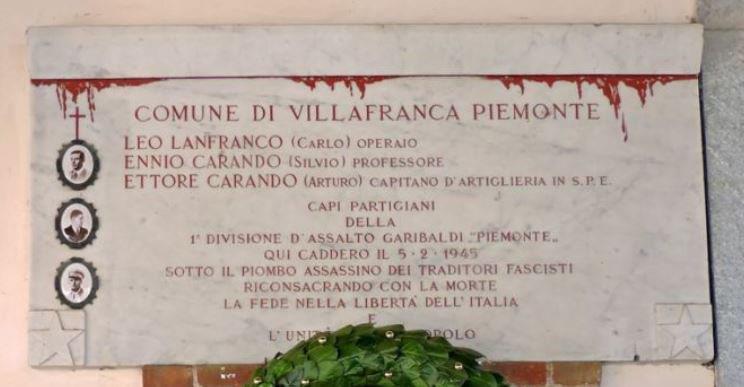 COMUNE DI VILLAFRANCA PIEMONTE
LEO LANFRANCO (CARLO) OPERAIO
ENNIO CARANDO (SILVIO) PROFESSORE
ETTORE CARANDO (ARTURO) CAPITANO D'ARTIGLIERIA IN S.P.E.
CAPI PARTIGIANI
DELLA
1ª DIVISIONE D'ASSALTO GARIBALDI "PIEMONTE„
QUI CADDERO IL 5·2·1945
SOTTO IL PIOMBO ASSASSINO DEI TRADITORI FASCISTI
RICONSACRANDO CON LA MORTE
LA FEDE NELLA LIBERTA' DELL'ITALIA
E